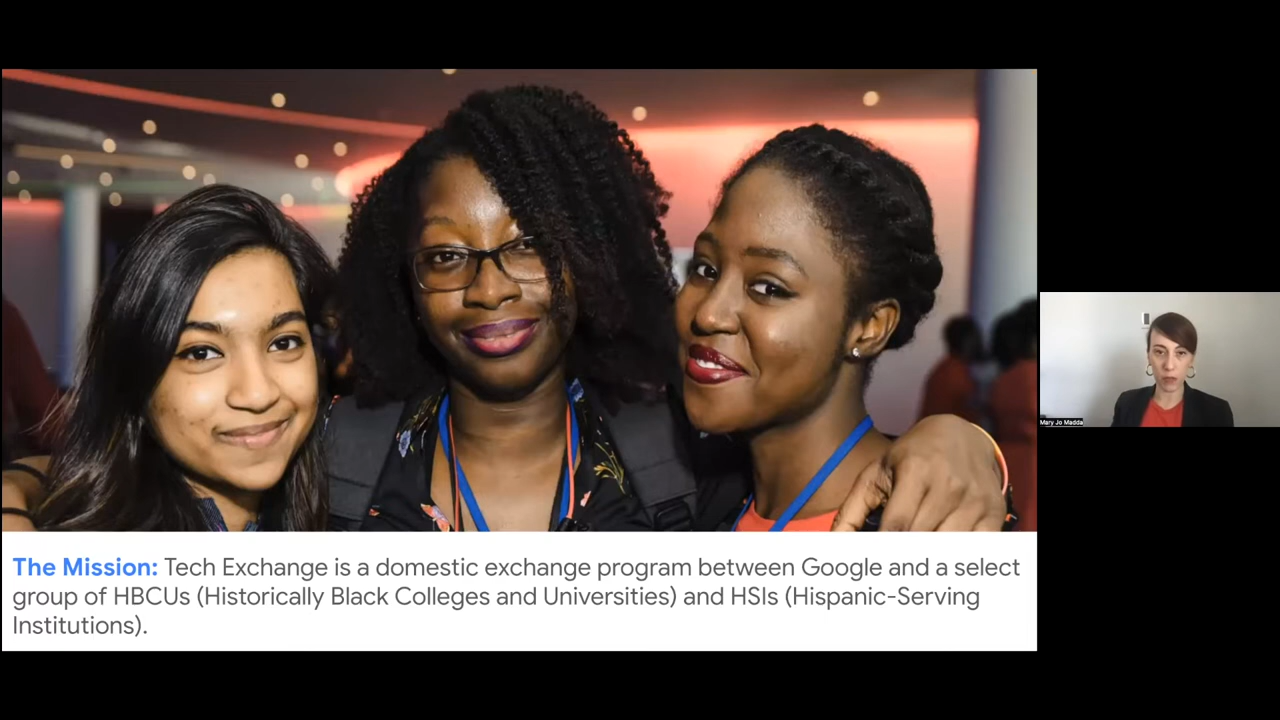 The Mission: Tech Exchange is a domestic exchange program between Google and a select
group of HBCUs (Historically Black Colleges and Universities) and HSIs (Hispanic-Serving
Institutions).
Mary Jo Madda